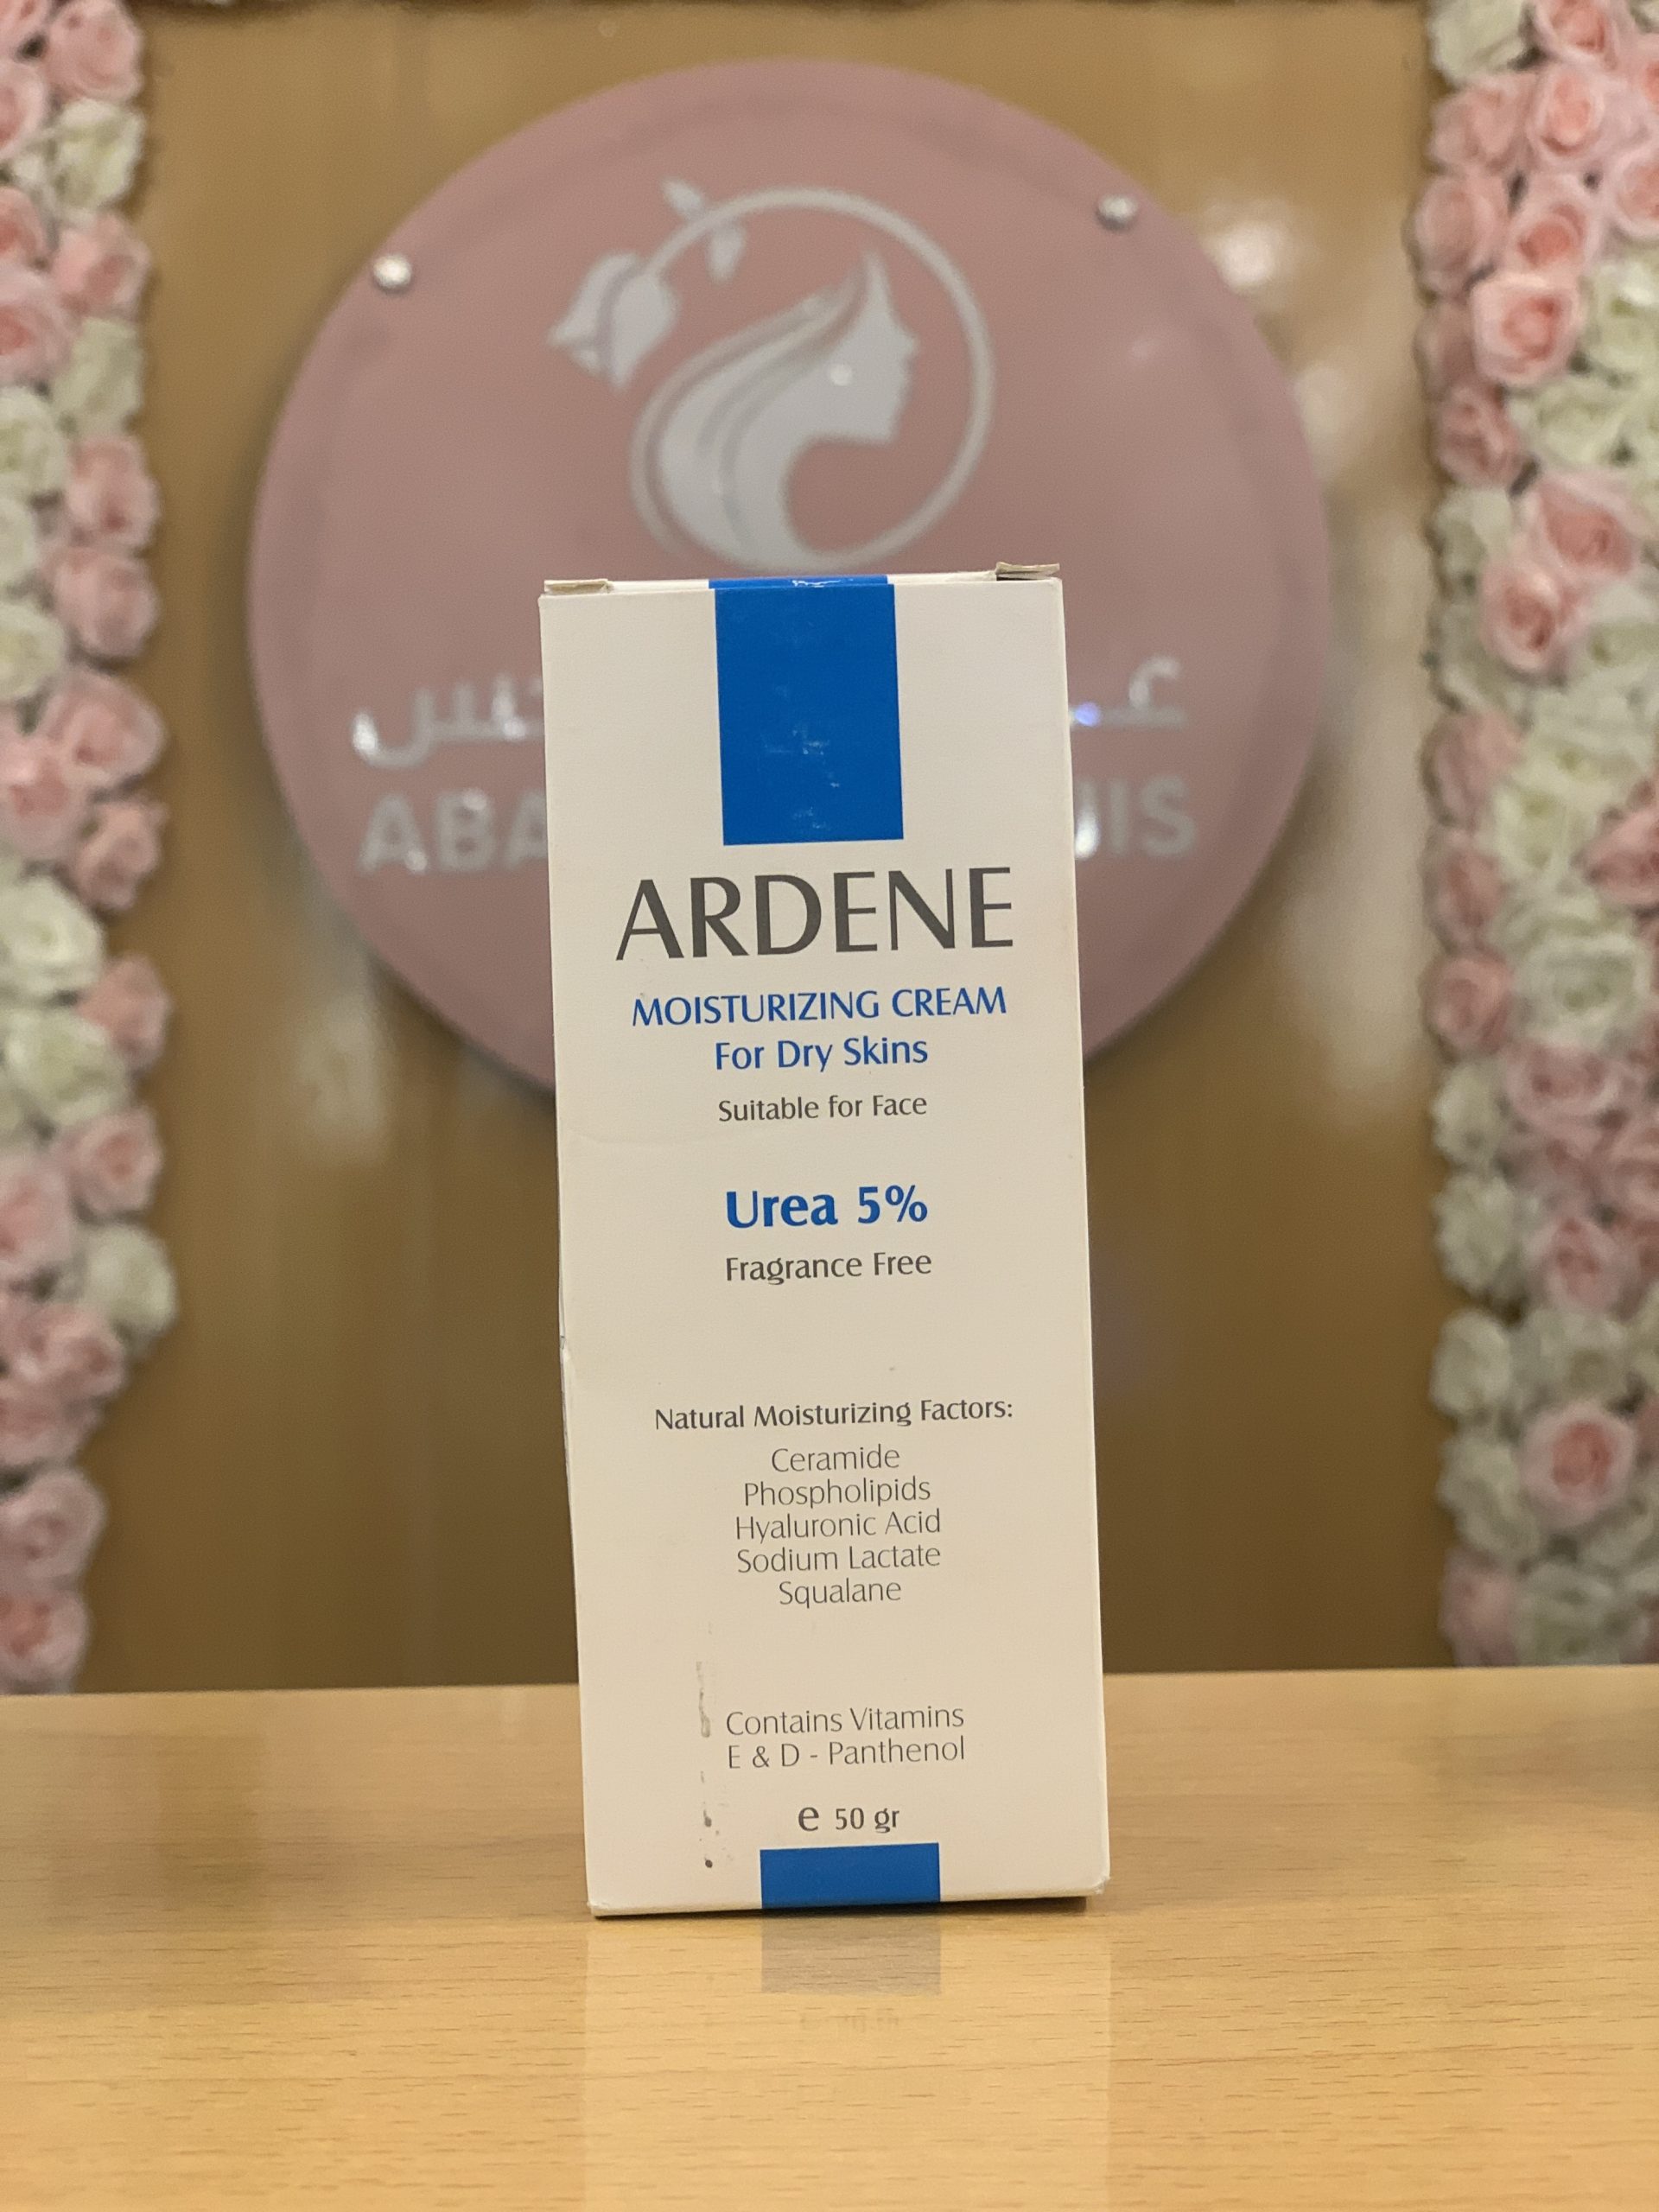 ARDENE
MOISTURIZING CREAM
For Dry Skins
Suitable for Face
Urea 5%
Fragrance Free
Natural Moisturizing Factors:
Ceramide
Phospholipids
Hyaluronic Acid
Sodium Lactate
Squalane
Contains Vitamins
E & D - Panthenol
e 50 gr